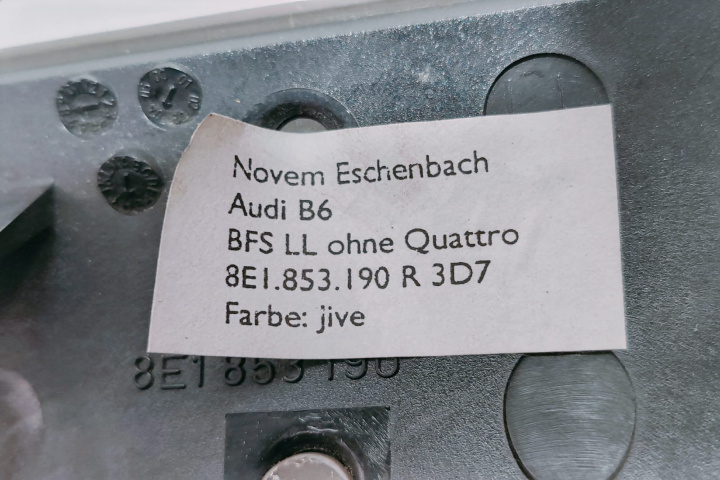 Novem Eschenbach
Audi B6
BFS LL ohne Quattro
8E1.853.190 R 3D7
Farbe: jive
8E1 853 190